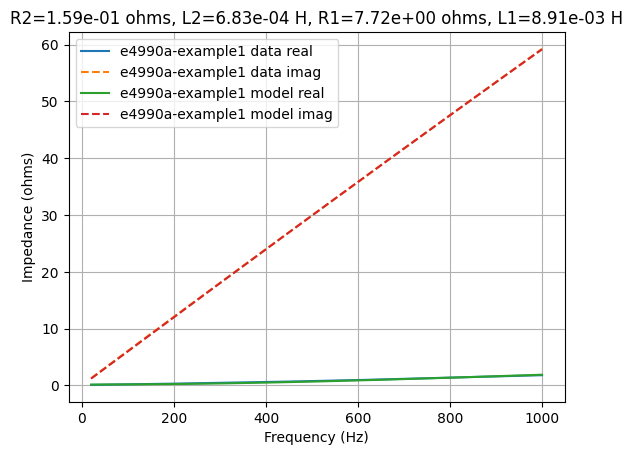 R2=1.59e-01 ohms, L2=6.83e-04 H, R1=7.72e+00 ohms, L1=8.91e-03 H
e4990a-example1 data real
e4990a-example1 data imag
e4990a-example1 model real
e4990a-example1 model imag
Impedance (ohms)
60
50
40
30
20
10
0
0 200 400 600 800 1000
Frequency (Hz)